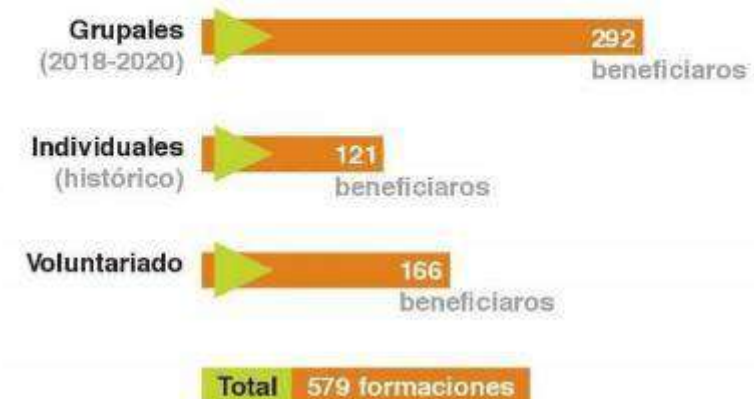 Grupales
(2018-2020)
292
beneficiaros
Individuales
(histórico)
121
beneficiaros
Voluntariado
166
beneficiaros
Total 579 formaciones